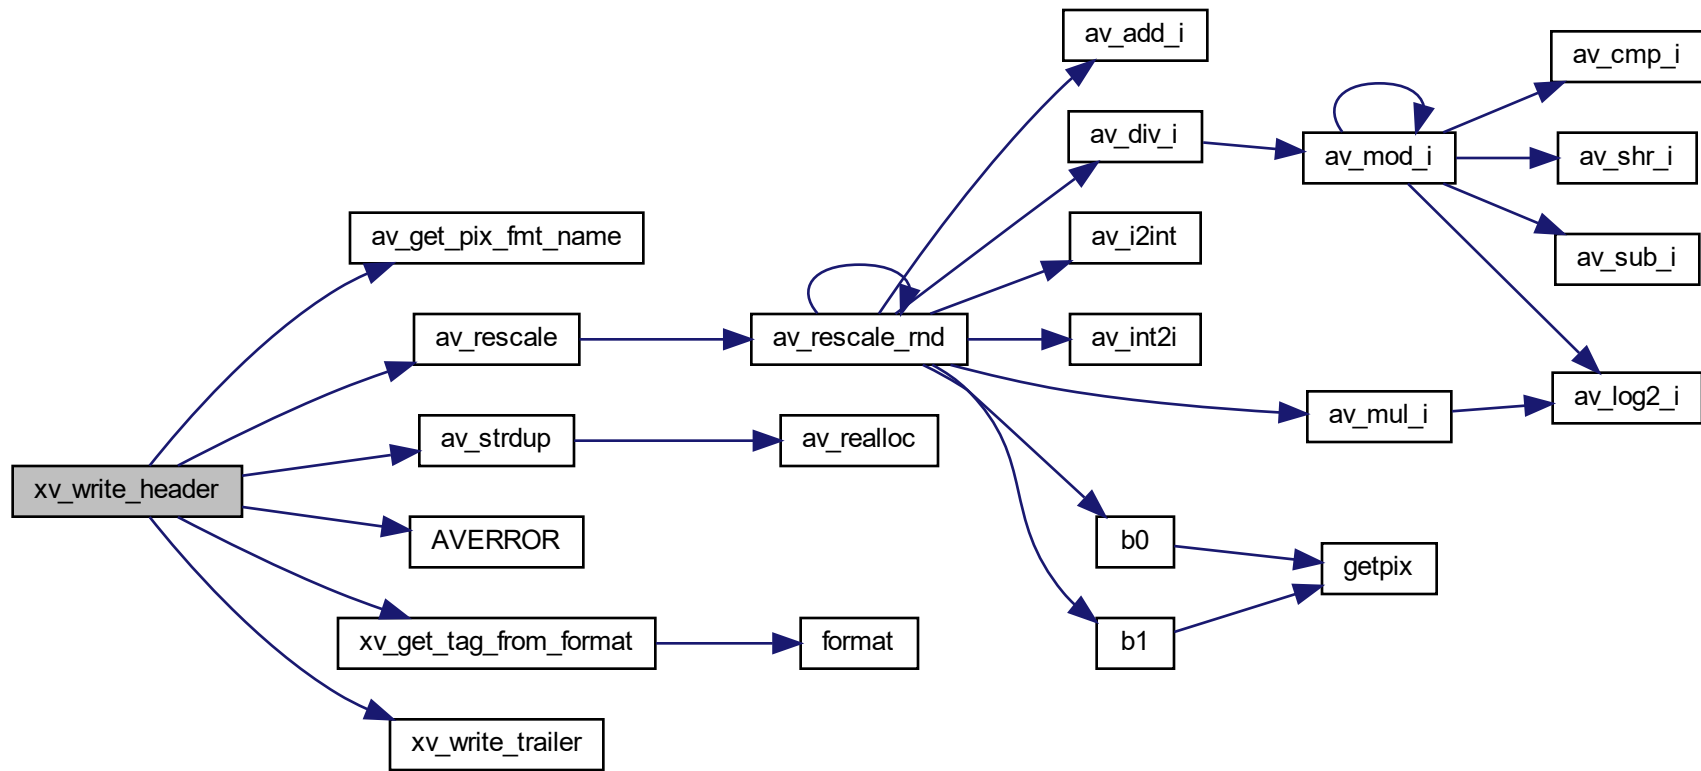 xv_write_header
av_get_pix_fmt_name
av_rescale
av_strdup
AVERROR
xv_get_tag_from_format
xv_write_trailer
av_rescale_rnd
av_realloc
format
av_add_i
av_div_i
av_i2int
av_int2i
av_mul_i
b0
b1
av_mod_i
getpix
av_cmp_i
av_shr_i
av_sub_i
av_log2_i